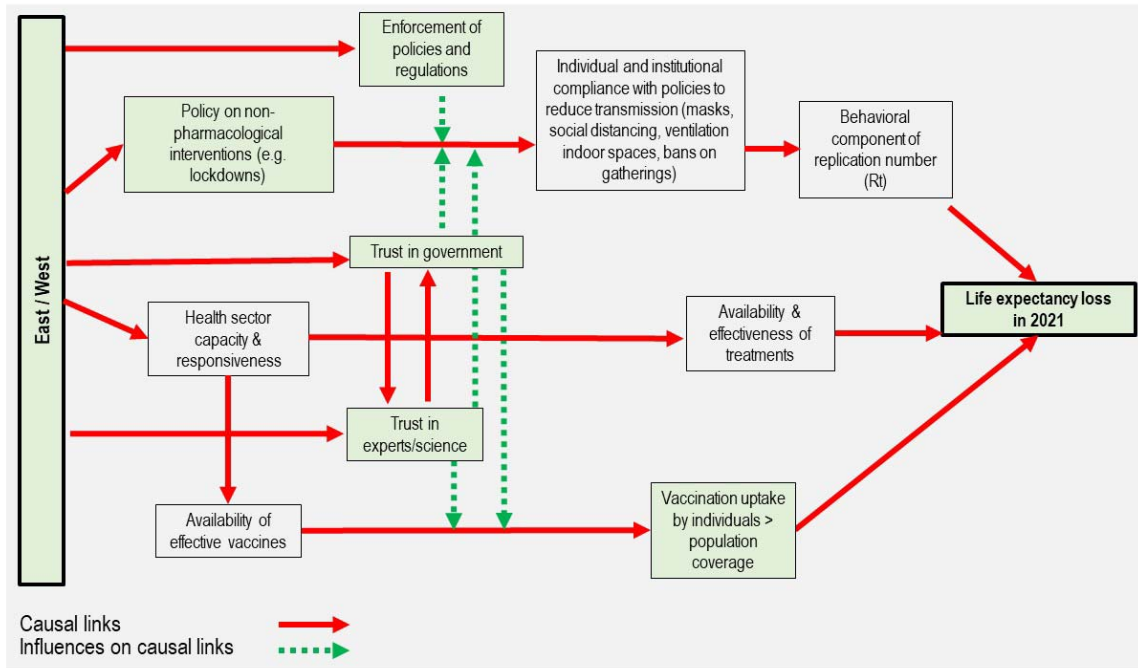 East / West
Enforcement of
policies and
regulations
Policy on non-
pharmacological
interventions (e.g.
lockdowns)
Individual and institutional
compliance with policies to
reduce transmission (masks,
social distancing, ventilation
indoor spaces, bans on
gatherings)
Behavioral
component of
replication number
(Rt)
Trust in government
Health sector
capacity &
responsiveness
Availability &
effectiveness of
treatments
Life expectancy loss
in 2021
Trust in
experts/science
Availability of
effective vaccines
Vaccination uptake
by individuals >
population
coverage
Causal links
Influences on causal links